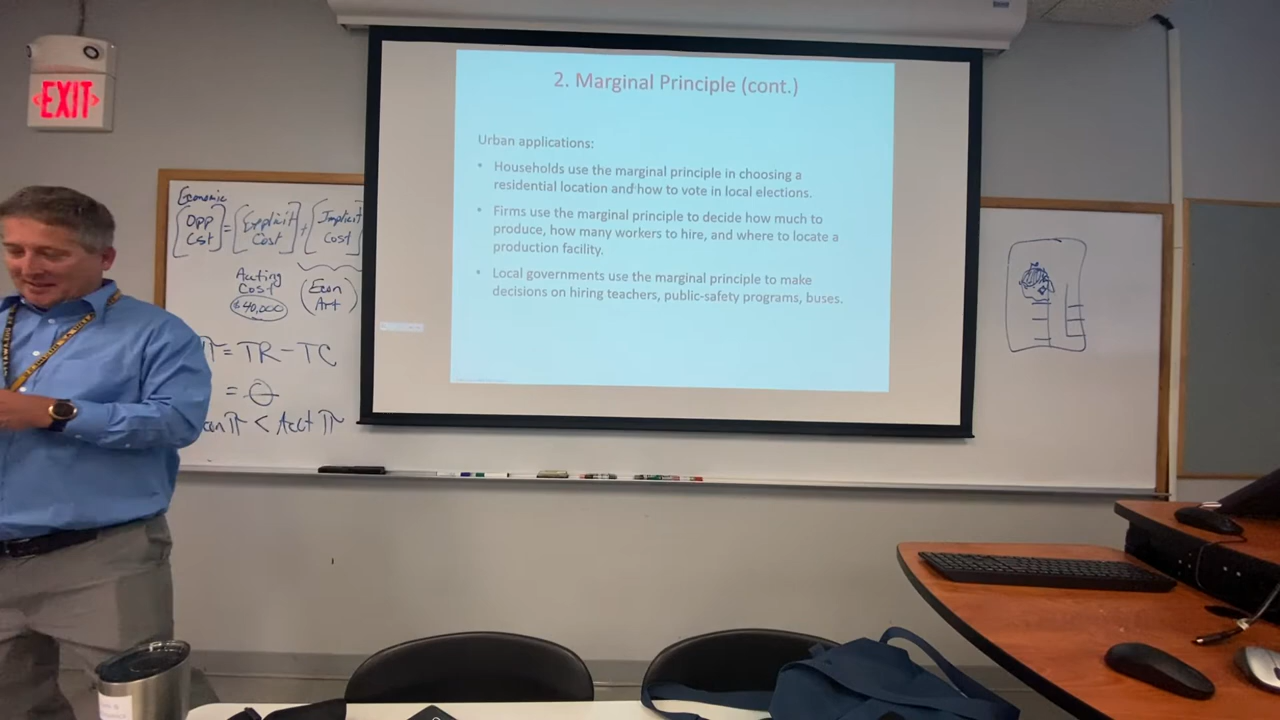 EXIT
2. Marginal Principle (cont.)
Urban applications:
• Households use the marginal principle in choosing a
residential location and how to vote in local elections.
• Firms use the marginal principle to decide how much to
produce, how many workers to hire, and where to locate a
production facility.
• Local governments use the marginal principle to make
decisions on hiring teachers, public-safety programs, buses.
Economic
[Opp Cst] = [Explicit Cost] + [Implicit Cost]
Accting
Cost
$40,000
(Econ Art)
π = TR - TC
=
π < Acct π